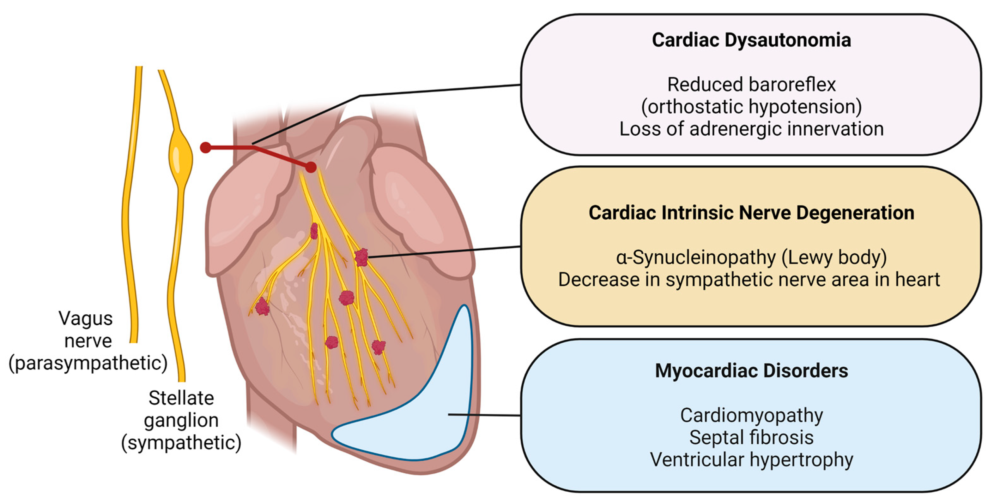 Cardiac Dysautonomia
Reduced baroreflex
(orthostatic hypotension)
Loss of adrenergic innervation
Cardiac Intrinsic Nerve Degeneration
α-Synucleinopathy (Lewy body)
Decrease in sympathetic nerve area in heart
Myocardiac Disorders
Cardiomyopathy
Septal fibrosis
Ventricular hypertrophy
Vagus
nerve
(parasympathetic)
Stellate
ganglion
(sympathetic)